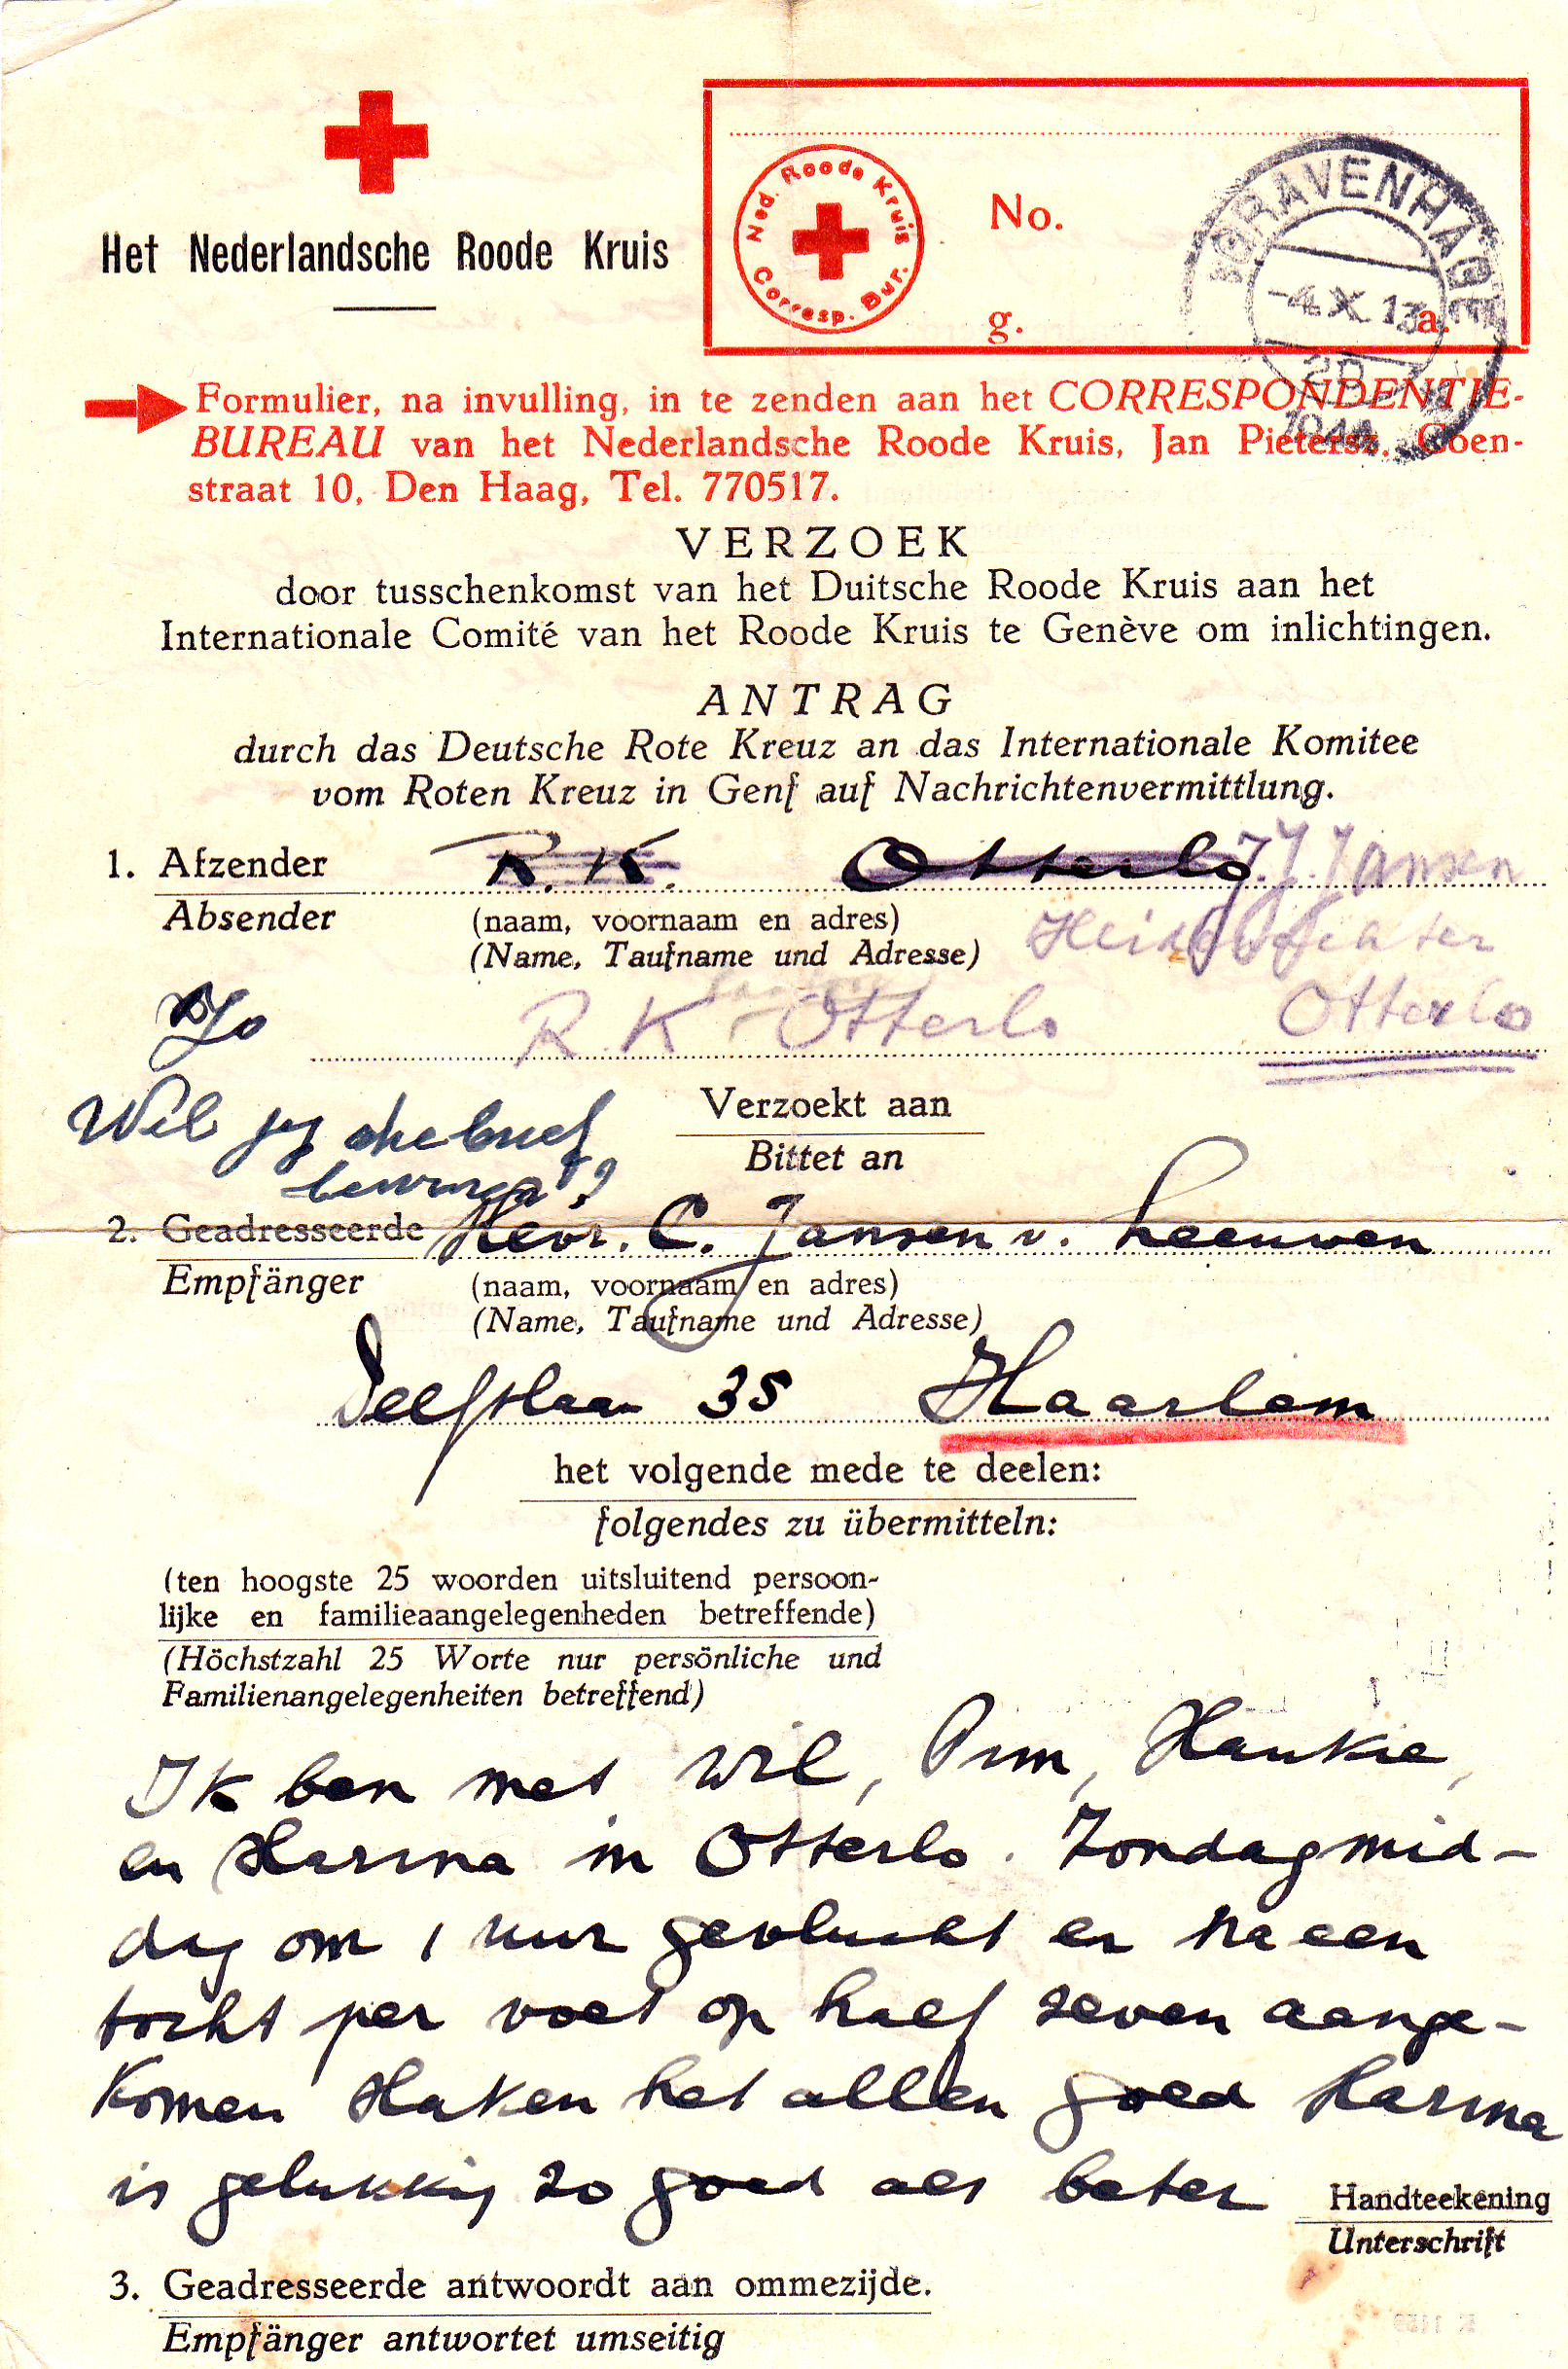 Het Nederlandsche Roode Kruis
Ned. Roode Kruis
Corresp. Bur.
No.
g.
a.
'SGRAVENHAGE
-4.X.13
1944
Formulier, na invulling, in te zenden aan het CORRESPONDENTIE-
BUREAU van het Nederlandsche Roode Kruis, Jan Pietersz. Coen-
straat 10, Den Haag, Tel. 770517.
VERZOEK
door tusschenkomst van het Duitsche Roode Kruis aan het
Internationale Comité van het Roode Kruis te Genève om inlichtingen.
ANTRAG
durch das Deutsche Rote Kreuz an das Internationale Komitee
vom Roten Kreuz in Genf auf Nachrichtenvermittlung.
1. Afzender R.K. Otterlo J.J. Jansen
Absender (naam, voornaam en adres)
(Name, Taufname und Adresse)
Jo R K Otterlo Otterlo
Wil jij
Verzoekt aan
Bittet an
2. Geadresseerde Mevr. C. Jansen v. Leeuwen
Empfänger (naam, voornaam en adres)
(Name, Taufname und Adresse)
Delftlaan 35 Haarlem
het volgende mede te deelen:
folgendes zu übermitteln:
(ten hoogste 25 woorden uitsluitend persoon-
lijke en familieaangelegenheden betreffende)
(Höchstzahl 25 Worte nur persönliche und
Familienangelegenheiten betreffend)
Ik ben met Wil, Pim, Hankie,
en Harma in Otterlo. Zondagmid-
dag om 1 uur gevlucht en na een
tocht per voet op half zeven aange-
komen Maken het allen goed Harma
is gelukkig zo goed als beter
Handteekening
Unterschrift
3. Geadresseerde antwoordt aan ommezijde.
Empfänger antwortet umseitig